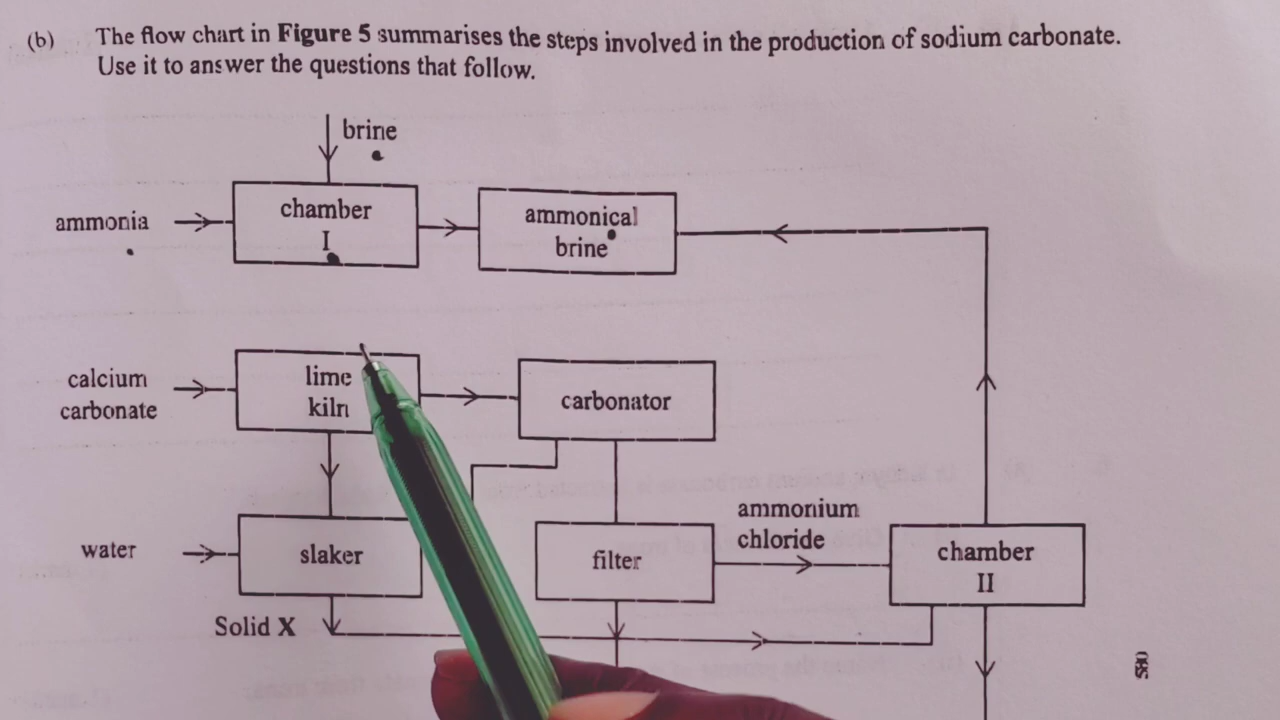 (b) The flow chart in Figure 5 summarises the steps involved in the production of sodium carbonate.
Use it to answer the questions that follow.
brine
ammonia
chamber
I
ammonical
brine
calcium
carbonate
lime
kiln
carbonator
water
slaker
filter
ammonium
chloride
chamber
II
Solid X